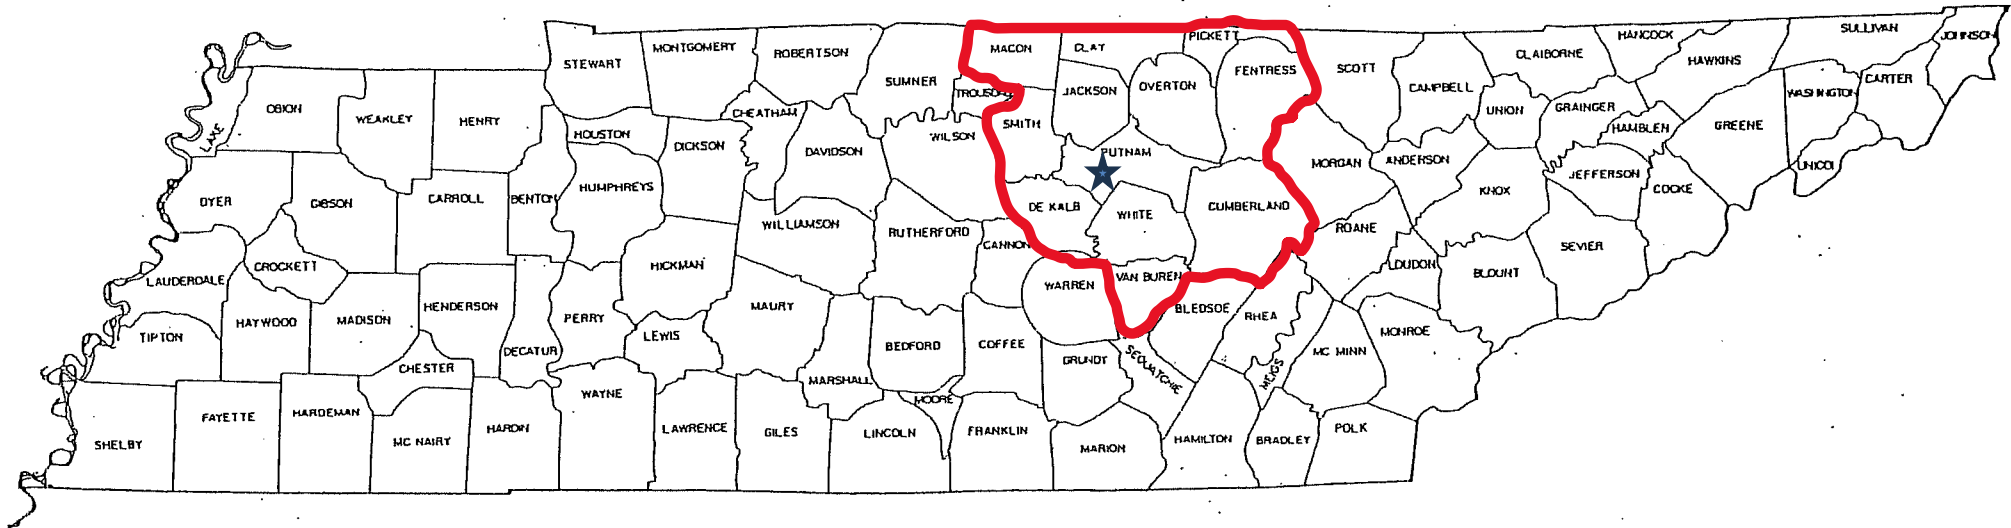 STEWART
MONTGOMERY
ROBERTSON
SUMNER
MACON
CLAY
PICKETT
FENTRESS
SCOTT
CAMPBELL
CLAIBORNE
HANCOCK
HAWKINS
SULLIVAN
JOHNSON
CARTER
WASHINGTON
UNICOI
GREENE
HAMBLEN
GRAINGER
UNION
LAKE
OBION
WEAKLEY
HENRY
HOUSTON
DICKSON
CHEATHAM
DAVIDSON
WILSON
SMITH
JACKSON
OVERTON
PUTNAM
MORGAN
ANDERSON
KNOX
JEFFERSON
COCKE
DYER
GIBSON
CARROLL
BENTON
HUMPHREYS
WILLIAMSON
RUTHERFORD
CANNON
DE KALB
WHITE
CUMBERLAND
ROANE
LOUDON
BLOUNT
SEVIER
LAUDERDALE
CROCKETT
HAYWOOD
MADISON
HENDERSON
DECATUR
PERRY
HICKMAN
LEWIS
MAURY
WARREN
VAN BUREN
BLEDSOE
RHEA
MONROE
TIPTON
CHESTER
WAYNE
MARSHALL
BEDFORD
COFFEE
GRUNDY
SEQUATCHIE
MEIGS
MC MINN
SHELBY
FAYETTE
HARDEMAN
MC NAIRY
HARDIN
LAWRENCE
GILES
LINCOLN
MOORE
FRANKLIN
MARION
HAMILTON
BRADLEY
POLK